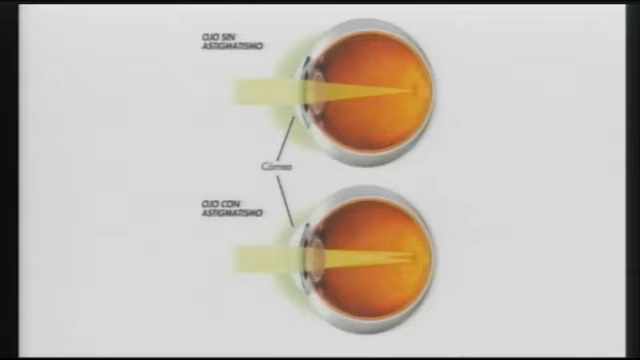 OJO SIN
ASTIGMATISMO
Córnea
OJO CON
ASTIGMATISMO